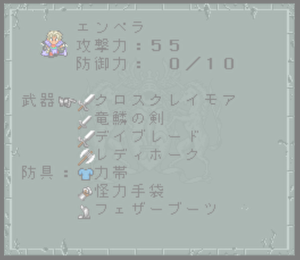 エンペラ
攻撃力：５５
防御力：　０／１０
武器：クロスクレイモア
竜鱗の剣
デイブレード
レディホーク
防具：力帯
怪力手袋
フェザーブーツ